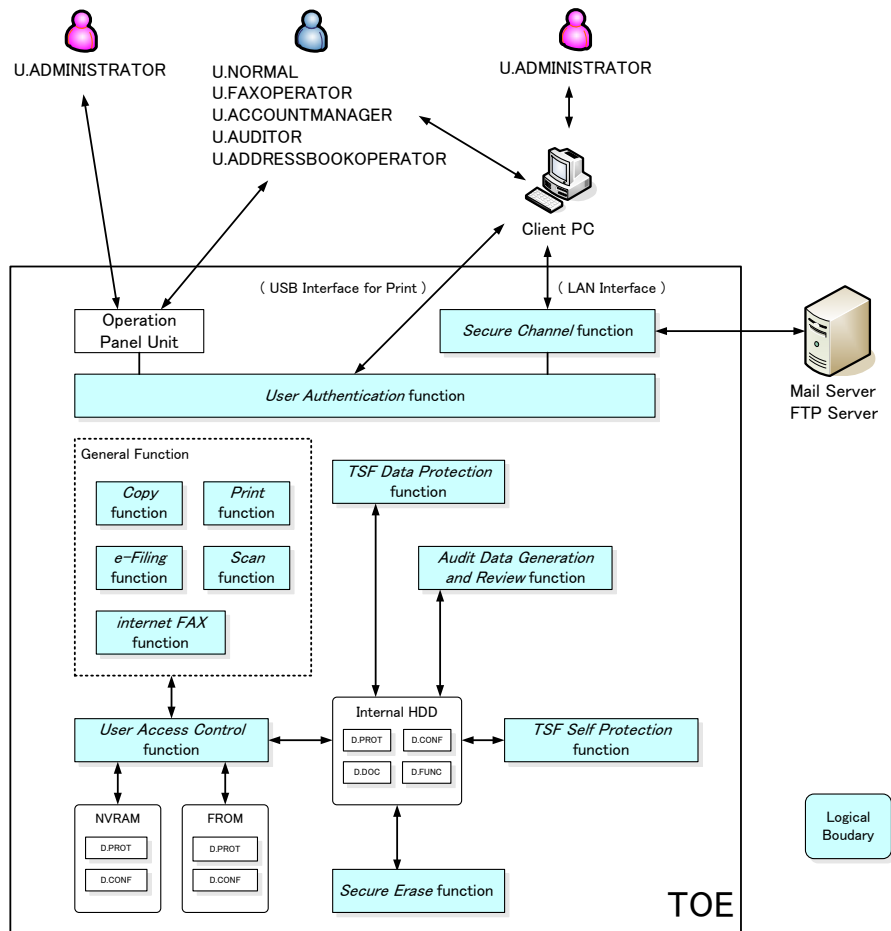 U.ADMINISTRATOR
U.NORMAL
U.FAXOPERATOR
U.ACCOUNTMANAGER
U.AUDITOR
U.ADDRESSBOOKOPERATOR
U.ADMINISTRATOR
Client PC
( USB Interface for Print )
( LAN Interface )
Operation
Panel Unit
Secure Channel function
Mail Server
FTP Server
User Authentication function
General Function
Copy
function
Print
function
e-Filing
function
Scan
function
internet FAX
function
TSF Data Protection
function
Audit Data Generation
and Review function
User Access Control
function
Internal HDD
D.PROT
D.CONF
D.DOC
D.FUNC
TSF Self Protection
function
NVRAM
D.PROT
D.CONF
FROM
D.PROT
D.CONF
Secure Erase function
Logical
Boudary
TOE